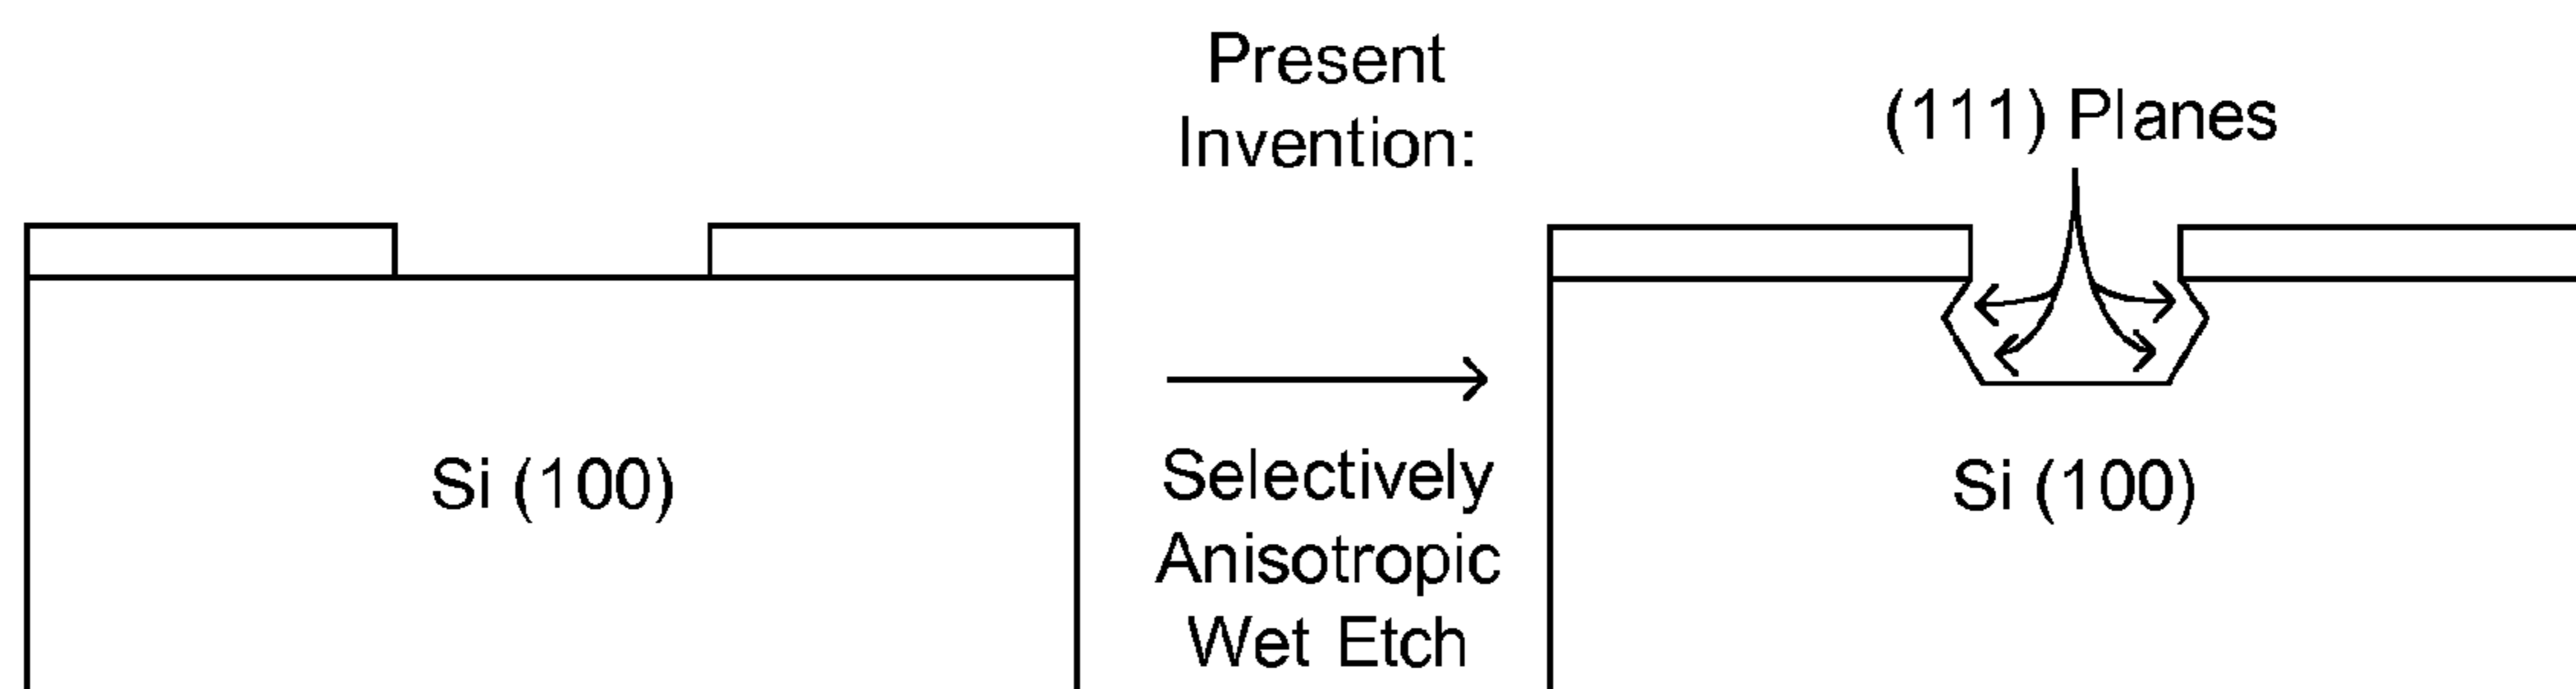 Present
Invention:
(111) Planes
Si (100)
Selectively
Anisotropic
Wet Etch
Si (100)